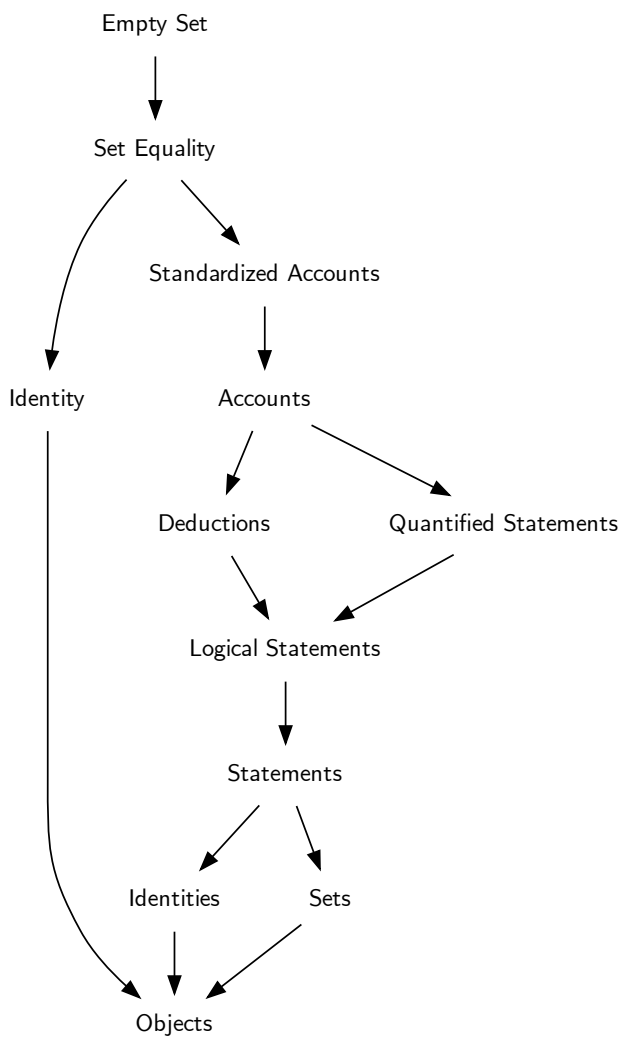 Empty Set
Set Equality
Standardized Accounts
Identity
Accounts
Deductions
Quantified Statements
Logical Statements
Statements
Identities
Sets
Objects